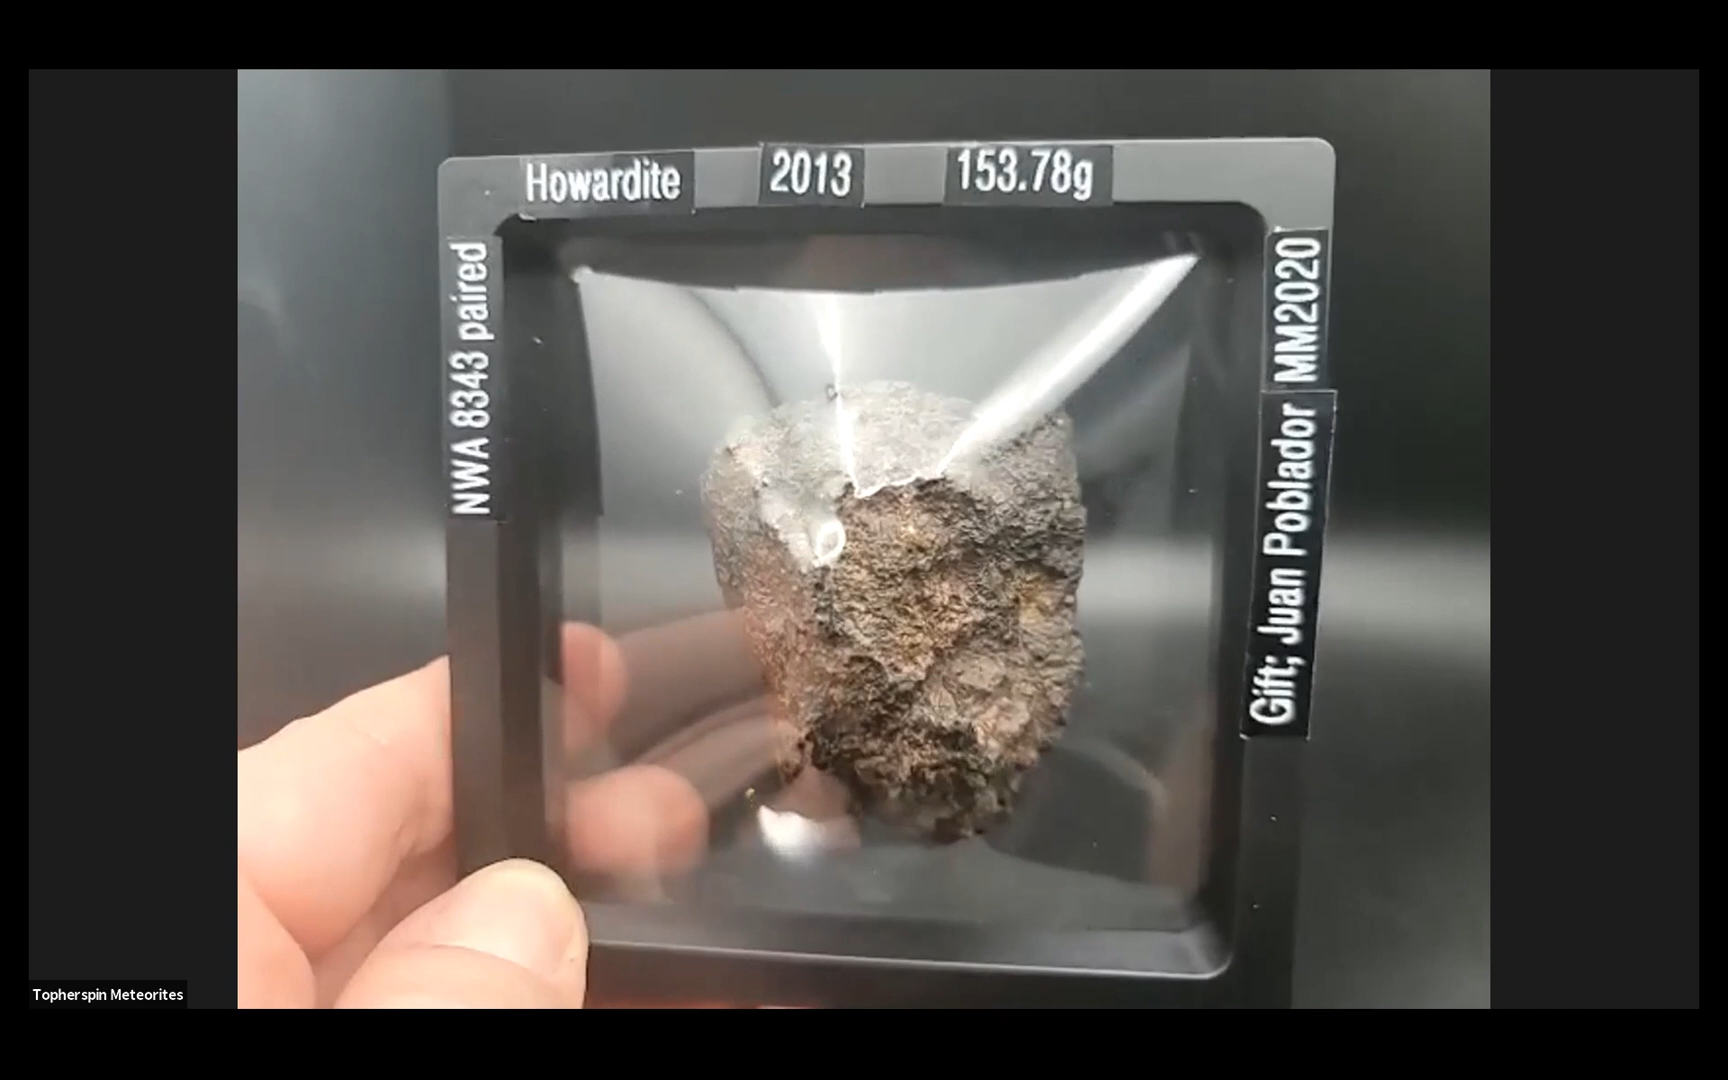 Howardite 2013 153.78g
NWA 8343 paired
MM2020
Gift; Juan Poblador
Topherspin Meteorites